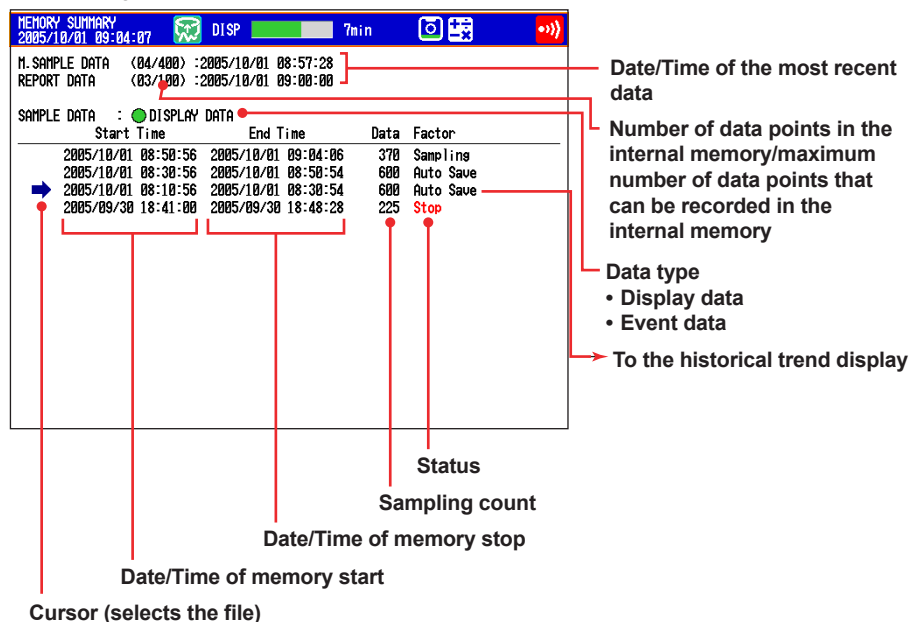 MEMORY SUMMARY
2005/10/01 09:04:07 DISP 7min
M.SAMPLE DATA (04/400) :2005/10/01 08:57:28
REPORT DATA (03/100) :2005/10/01 09:00:00
SAMPLE DATA : DISPLAY DATA
Start Time End Time Data Factor
2005/10/01 08:50:56 2005/10/01 09:04:06 370 Sampling
2005/10/01 08:30:56 2005/10/01 08:50:54 600 Auto Save
2005/10/01 08:10:56 2005/10/01 08:30:54 600 Auto Save
2005/09/30 18:41:00 2005/09/30 18:48:28 225 Stop
Date/Time of the most recent
data
Number of data points in the
internal memory/maximum
number of data points that
can be recorded in the
internal memory
Data type
• Display data
• Event data
To the historical trend display
Status
Sampling count
Date/Time of memory stop
Date/Time of memory start
Cursor (selects the file)